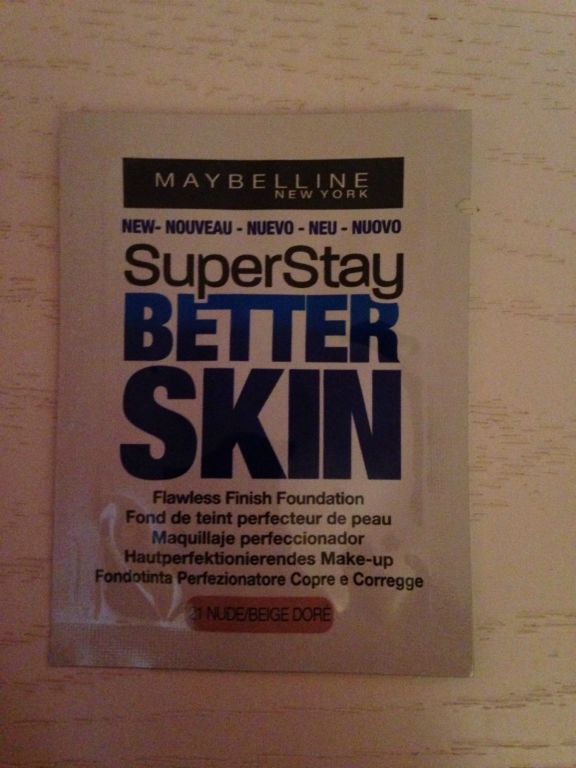 MAYBELLINE
NEW YORK
NEW- NOUVEAU - NUEVO - NEU - NUOVO
SuperStay
BETTER
SKIN
Flawless Finish Foundation
Fond de teint perfecteur de peau
Maquillaje perfeccionador
Hautperfektionierendes Make-up
Fondotinta Perfezionatore Copre e Corregge
21 NUDE/BEIGE DORÉ